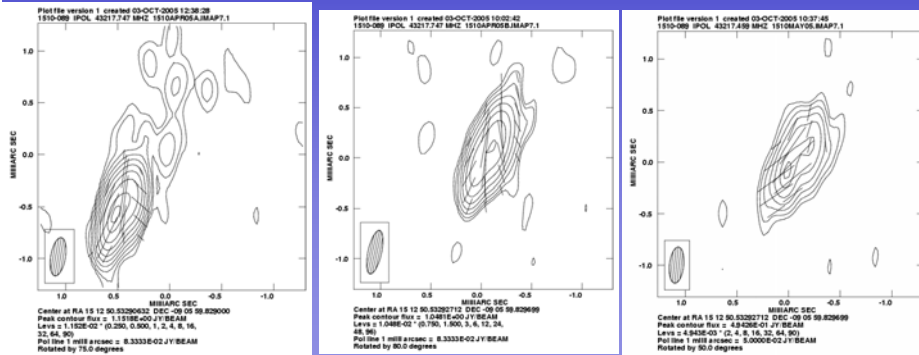 Plot file version 1 created 03-OCT-2005 12:38:28
1510-089 IPOL 43217.747 MHZ 1510APR05A.IMAP7.1
1.0
0.5
0.0
-0.5
-1.0
MILLIARC SEC
1.0 0.5 0.0 -0.5 -1.0
MILLIARC SEC
Center at RA 15 12 50.53290632 DEC -09 05 59.829000
Peak contour flux = 1.1518E+00 JY/BEAM
Levs = 1.152E-02 * (0.250, 0.500, 1, 2, 4, 8, 16,
32, 64, 90)
Pol line 1 milli arcsec = 8.3333E-02 JY/BEAM
Rotated by 75.0 degrees
Plot file version 1 created 03-OCT-2005 10:02:42
1510-089 IPOL 43217.747 MHZ 1510APR05B.IMAP7.1
1.0
0.5
0.0
-0.5
-1.0
MILLIARC SEC
1.0 0.5 0.0 -0.5 -1.0
MILLIARC SEC
Center at RA 15 12 50.53292712 DEC -09 05 59.829699
Peak contour flux = 1.0481E+00 JY/BEAM
Levs = 1.048E-02 * (0.750, 1.500, 3, 6, 12, 24,
48, 96)
Pol line 1 milli arcsec = 8.3333E-02 JY/BEAM
Rotated by 80.0 degrees
Plot file version 1 created 03-OCT-2005 10:37:45
1510-089 IPOL 43217.459 MHZ 1510MAY05.IMAP7.1
1.0
0.5
0.0
-0.5
-1.0
MILLIARC SEC
1.0 0.5 0.0 -0.5 -1.0
MILLIARC SEC
Center at RA 15 12 50.53292712 DEC -09 05 59.829699
Peak contour flux = 4.9426E-01 JY/BEAM
Levs = 4.943E-03 * (2, 4, 8, 16, 32, 64, 90)
Pol line 1 milli arcsec = 5.0000E-02 JY/BEAM
Rotated by 50.0 degrees